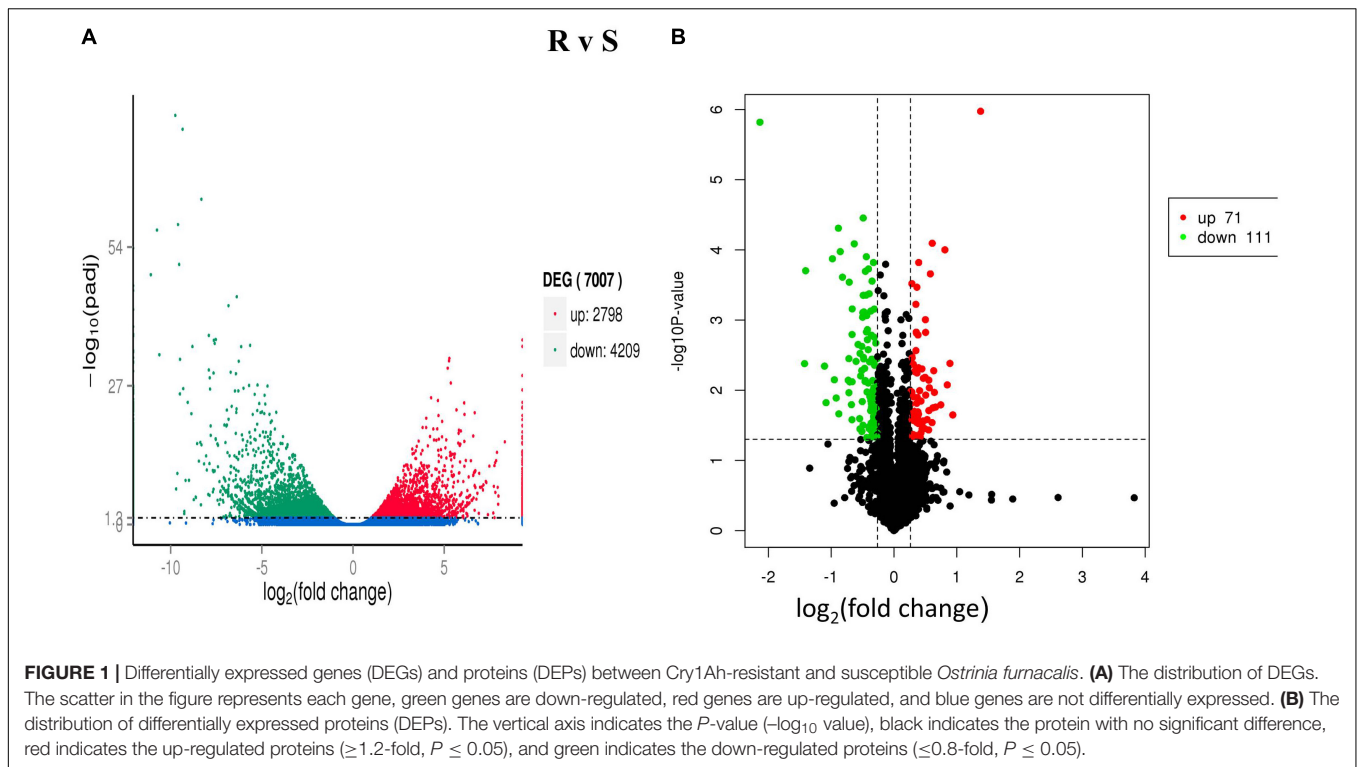 A
R v S
B
−log10(padj)
54
27
1.3
0
-10
-5
0
5
log2(fold change)
DEG ( 7007 )
up: 2798
down: 4209
-log10P-value
6
5
4
3
2
1
0
-2
-1
0
1
2
3
4
log2(fold change)
up 71
down 111
FIGURE 1 | Differentially expressed genes (DEGs) and proteins (DEPs) between Cry1Ah-resistant and susceptible Ostrinia furnacalis. (A) The distribution of DEGs.
The scatter in the figure represents each gene, green genes are down-regulated, red genes are up-regulated, and blue genes are not differentially expressed. (B) The
distribution of differentially expressed proteins (DEPs). The vertical axis indicates the P-value (–log10 value), black indicates the protein with no significant difference,
red indicates the up-regulated proteins (≥1.2-fold, P ≤ 0.05), and green indicates the down-regulated proteins (≤0.8-fold, P ≤ 0.05).